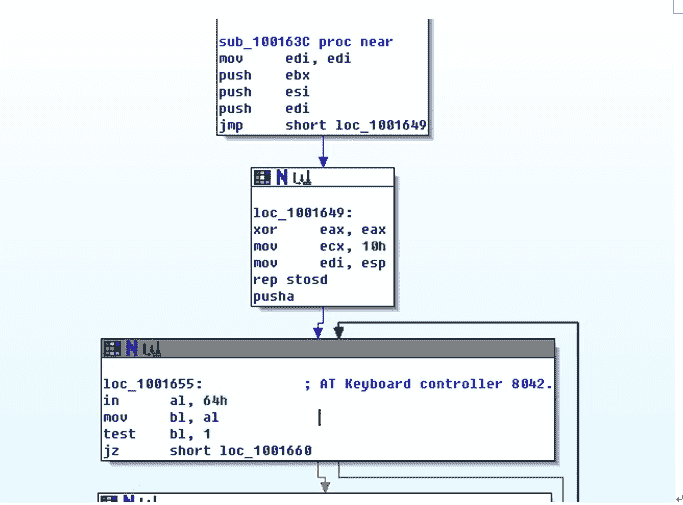 sub_100163C proc near
mov edi, edi
push ebx
push esi
push edi
jmp short loc_1001649
loc_1001649:
xor eax, eax
mov ecx, 10h
mov edi, esp
rep stosd
pusha
loc_1001655: ; AT Keyboard controller 8042.
in al, 64h
mov bl, al
test bl, 1
jz short loc_1001660